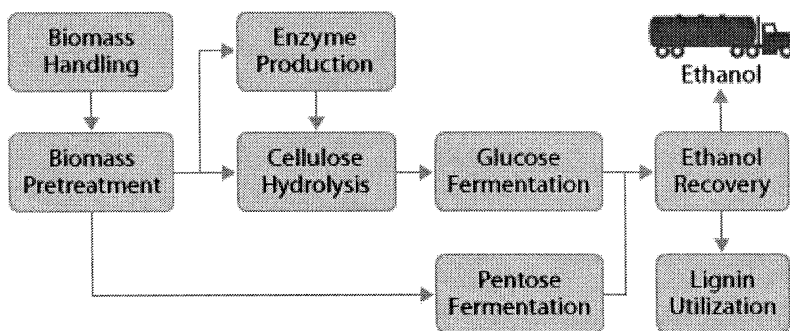 Biomass
Handling
Enzyme
Production
Ethanol
Biomass
Pretreatment
Cellulose
Hydrolysis
Glucose
Fermentation
Ethanol
Recovery
Pentose
Fermentation
Lignin
Utilization